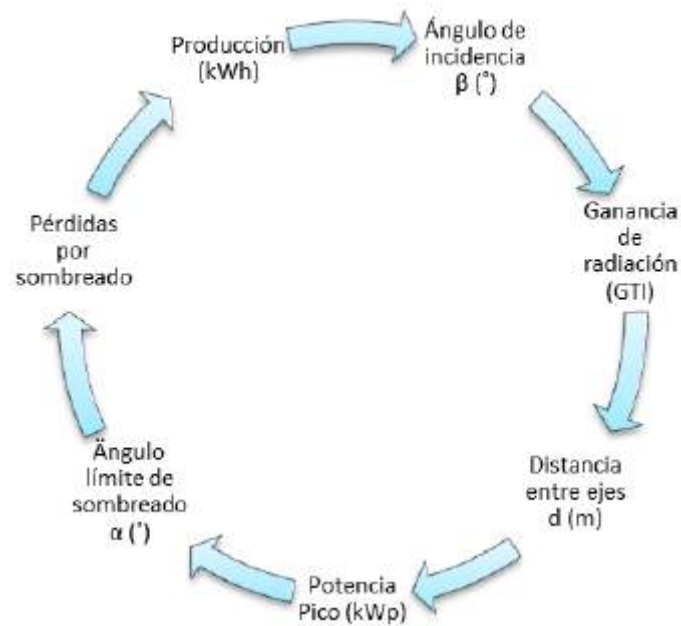 Producción
(kWh)
Ángulo de
incidencia
β (°)
Ganancia
de
radiación
(GTI)
Distancia
entre ejes
d (m)
Potencia
Pico (kWp)
Ängulo
límite de
sombreado
α (°)
Pérdidas
por
sombreado